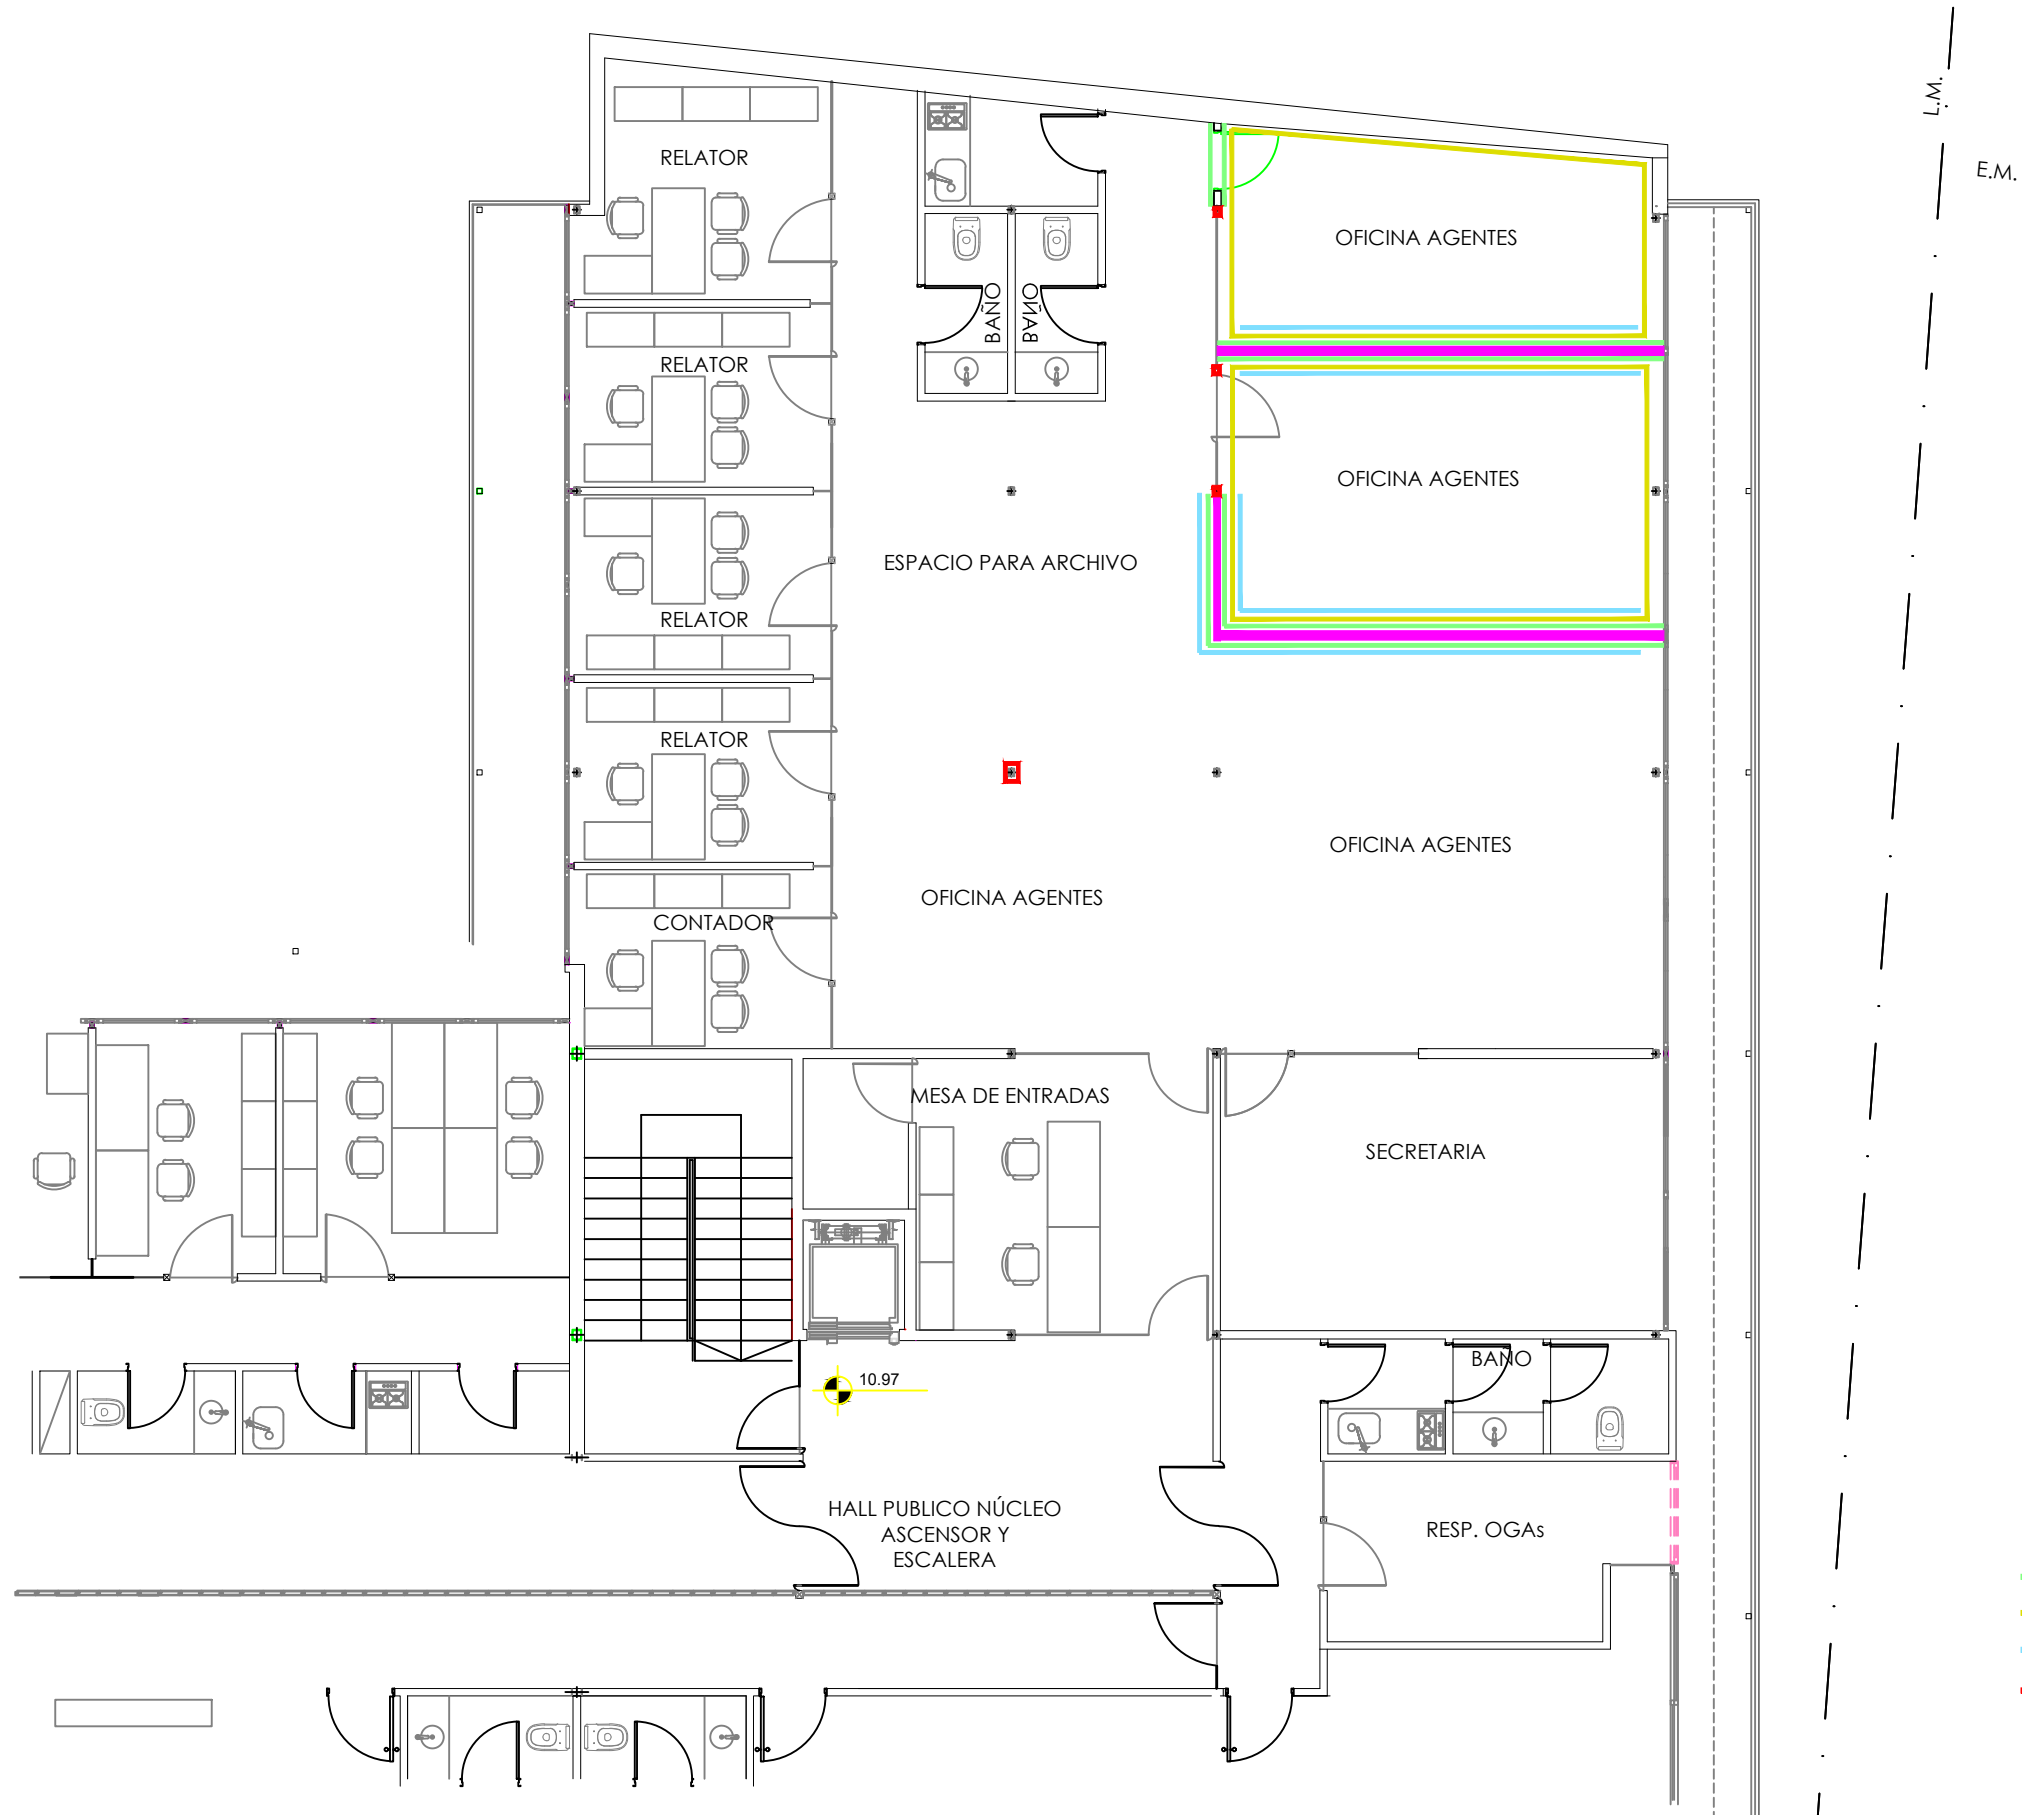 L.M.
E.M.
RELATOR
OFICINA AGENTES
BAÑO
BAÑO
RELATOR
OFICINA AGENTES
ESPACIO PARA ARCHIVO
RELATOR
RELATOR
OFICINA AGENTES
OFICINA AGENTES
CONTADOR
MESA DE ENTRADAS
SECRETARIA
BAÑO
10.97
HALL PUBLICO NÚCLEO
ASCENSOR Y
ESCALERA
RESP. OGAs